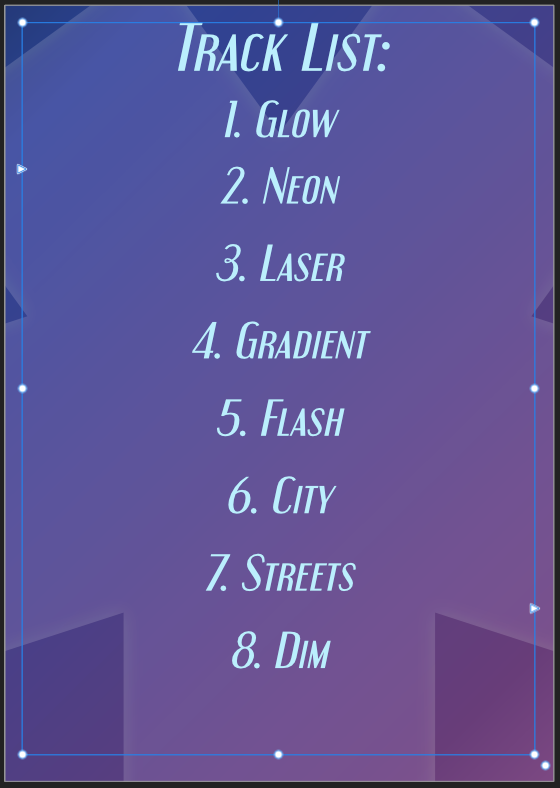 Track List:
1. Glow
2. Neon
3. Laser
4. Gradient
5. Flash
6. City
7. Streets
8. Dim